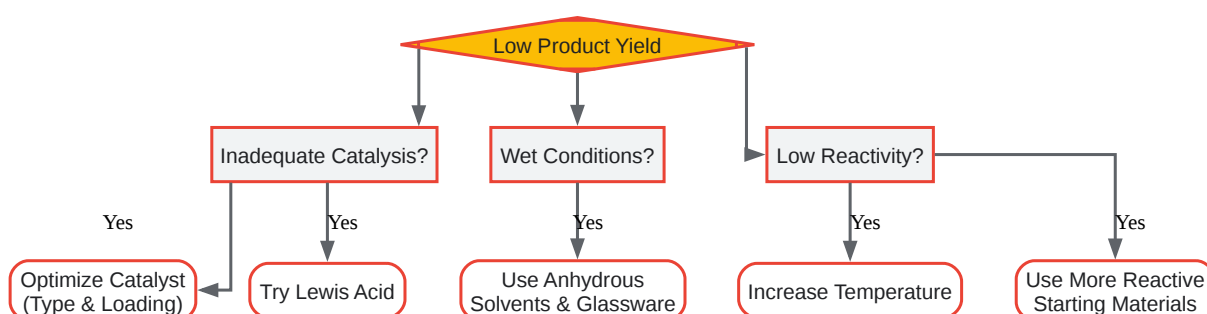 Low Product Yield
Inadequate Catalysis?
Wet Conditions?
Low Reactivity?
Yes
Yes
Yes
Yes
Yes
Optimize Catalyst
(Type & Loading)
Try Lewis Acid
Use Anhydrous
Solvents & Glassware
Increase Temperature
Use More Reactive
Starting Materials